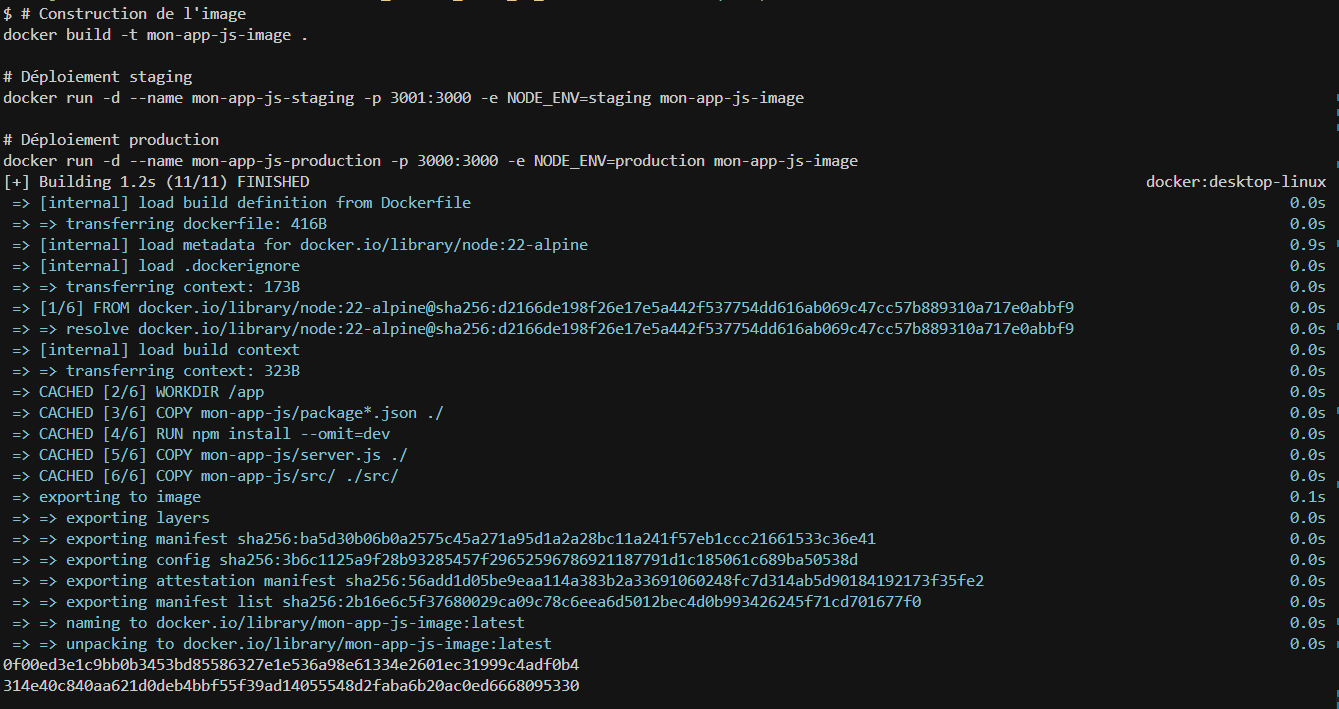 $ # Construction de l'image
docker build -t mon-app-js-image .
# Déploiement staging
docker run -d --name mon-app-js-staging -p 3001:3000 -e NODE_ENV=staging mon-app-js-image
# Déploiement production
docker run -d --name mon-app-js-production -p 3000:3000 -e NODE_ENV=production mon-app-js-image
[+] Building 1.2s (11/11) FINISHED docker:desktop-linux
=> [internal] load build definition from Dockerfile 0.0s
=> => transferring dockerfile: 416B 0.0s
=> [internal] load metadata for docker.io/library/node:22-alpine 0.9s
=> [internal] load .dockerignore 0.0s
=> => transferring context: 173B 0.0s
=> [1/6] FROM docker.io/library/node:22-alpine@sha256:d2166de198f26e17e5a442f537754dd616ab069c47cc57b889310a717e0abbf9 0.0s
=> => resolve docker.io/library/node:22-alpine@sha256:d2166de198f26e17e5a442f537754dd616ab069c47cc57b889310a717e0abbf9 0.0s
=> [internal] load build context 0.0s
=> => transferring context: 323B 0.0s
=> CACHED [2/6] WORKDIR /app 0.0s
=> CACHED [3/6] COPY mon-app-js/package*.json ./ 0.0s
=> CACHED [4/6] RUN npm install --omit=dev 0.0s
=> CACHED [5/6] COPY mon-app-js/server.js ./ 0.0s
=> CACHED [6/6] COPY mon-app-js/src/ ./src/ 0.0s
=> exporting to image 0.1s
=> => exporting layers 0.0s
=> => exporting manifest sha256:ba5d30b06b0a2575c45a271a95d1a2a28bc11a241f57eb1ccc21661533c36e41 0.0s
=> => exporting config sha256:3b6c1125a9f28b93285457f29652596786921187791d1c185061c689ba50538d 0.0s
=> => exporting attestation manifest sha256:56add1d05be9eaa114a383b2a33691060248fc7d314ab5d90184192173f35fe2 0.0s
=> => exporting manifest list sha256:2b16e6c5f37680029ca09c78c6eea6d5012bec4d0b993426245f71cd701677f0 0.0s
=> => naming to docker.io/library/mon-app-js-image:latest 0.0s
=> => unpacking to docker.io/library/mon-app-js-image:latest 0.0s
0f00ed3e1c9bb0b3453bd85586327e1e536a98e61334e2601ec31999c4adf0b4
314e40c840aa621d0deb4bbf55f39ad14055548d2faba6b20ac0ed6668095330